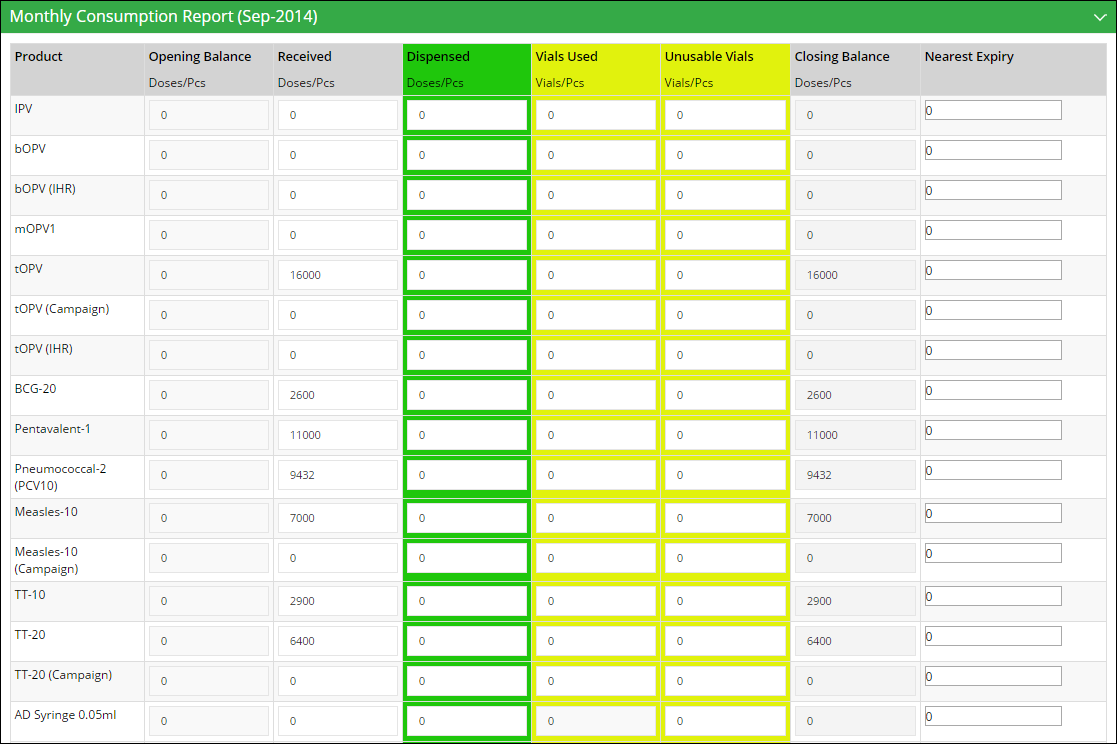 Monthly Consumption Report (Sep-2014)
Product Opening Balance Received Dispensed Vials Used Unusable Vials Closing Balance Nearest Expiry
Doses/Pcs Doses/Pcs Doses/Pcs Vials/Pcs Vials/Pcs Doses/Pcs
IPV 0 0 0 0 0 0 0
bOPV 0 0 0 0 0 0 0
bOPV (IHR) 0 0 0 0 0 0 0
mOPV1 0 0 0 0 0 0 0
tOPV 0 16000 0 0 0 16000 0
tOPV (Campaign) 0 0 0 0 0 0 0
tOPV (IHR) 0 0 0 0 0 0 0
BCG-20 0 2600 0 0 0 2600 0
Pentavalent-1 0 11000 0 0 0 11000 0
Pneumococcal-2 0 9432 0 0 0 9432 0
(PCV10)
Measles-10 0 7000 0 0 0 7000 0
Measles-10 0 0 0 0 0 0 0
(Campaign)
TT-10 0 2900 0 0 0 2900 0
TT-20 0 6400 0 0 0 6400 0
TT-20 (Campaign) 0 0 0 0 0 0 0
AD Syringe 0.05ml 0 0 0 0 0 0 0